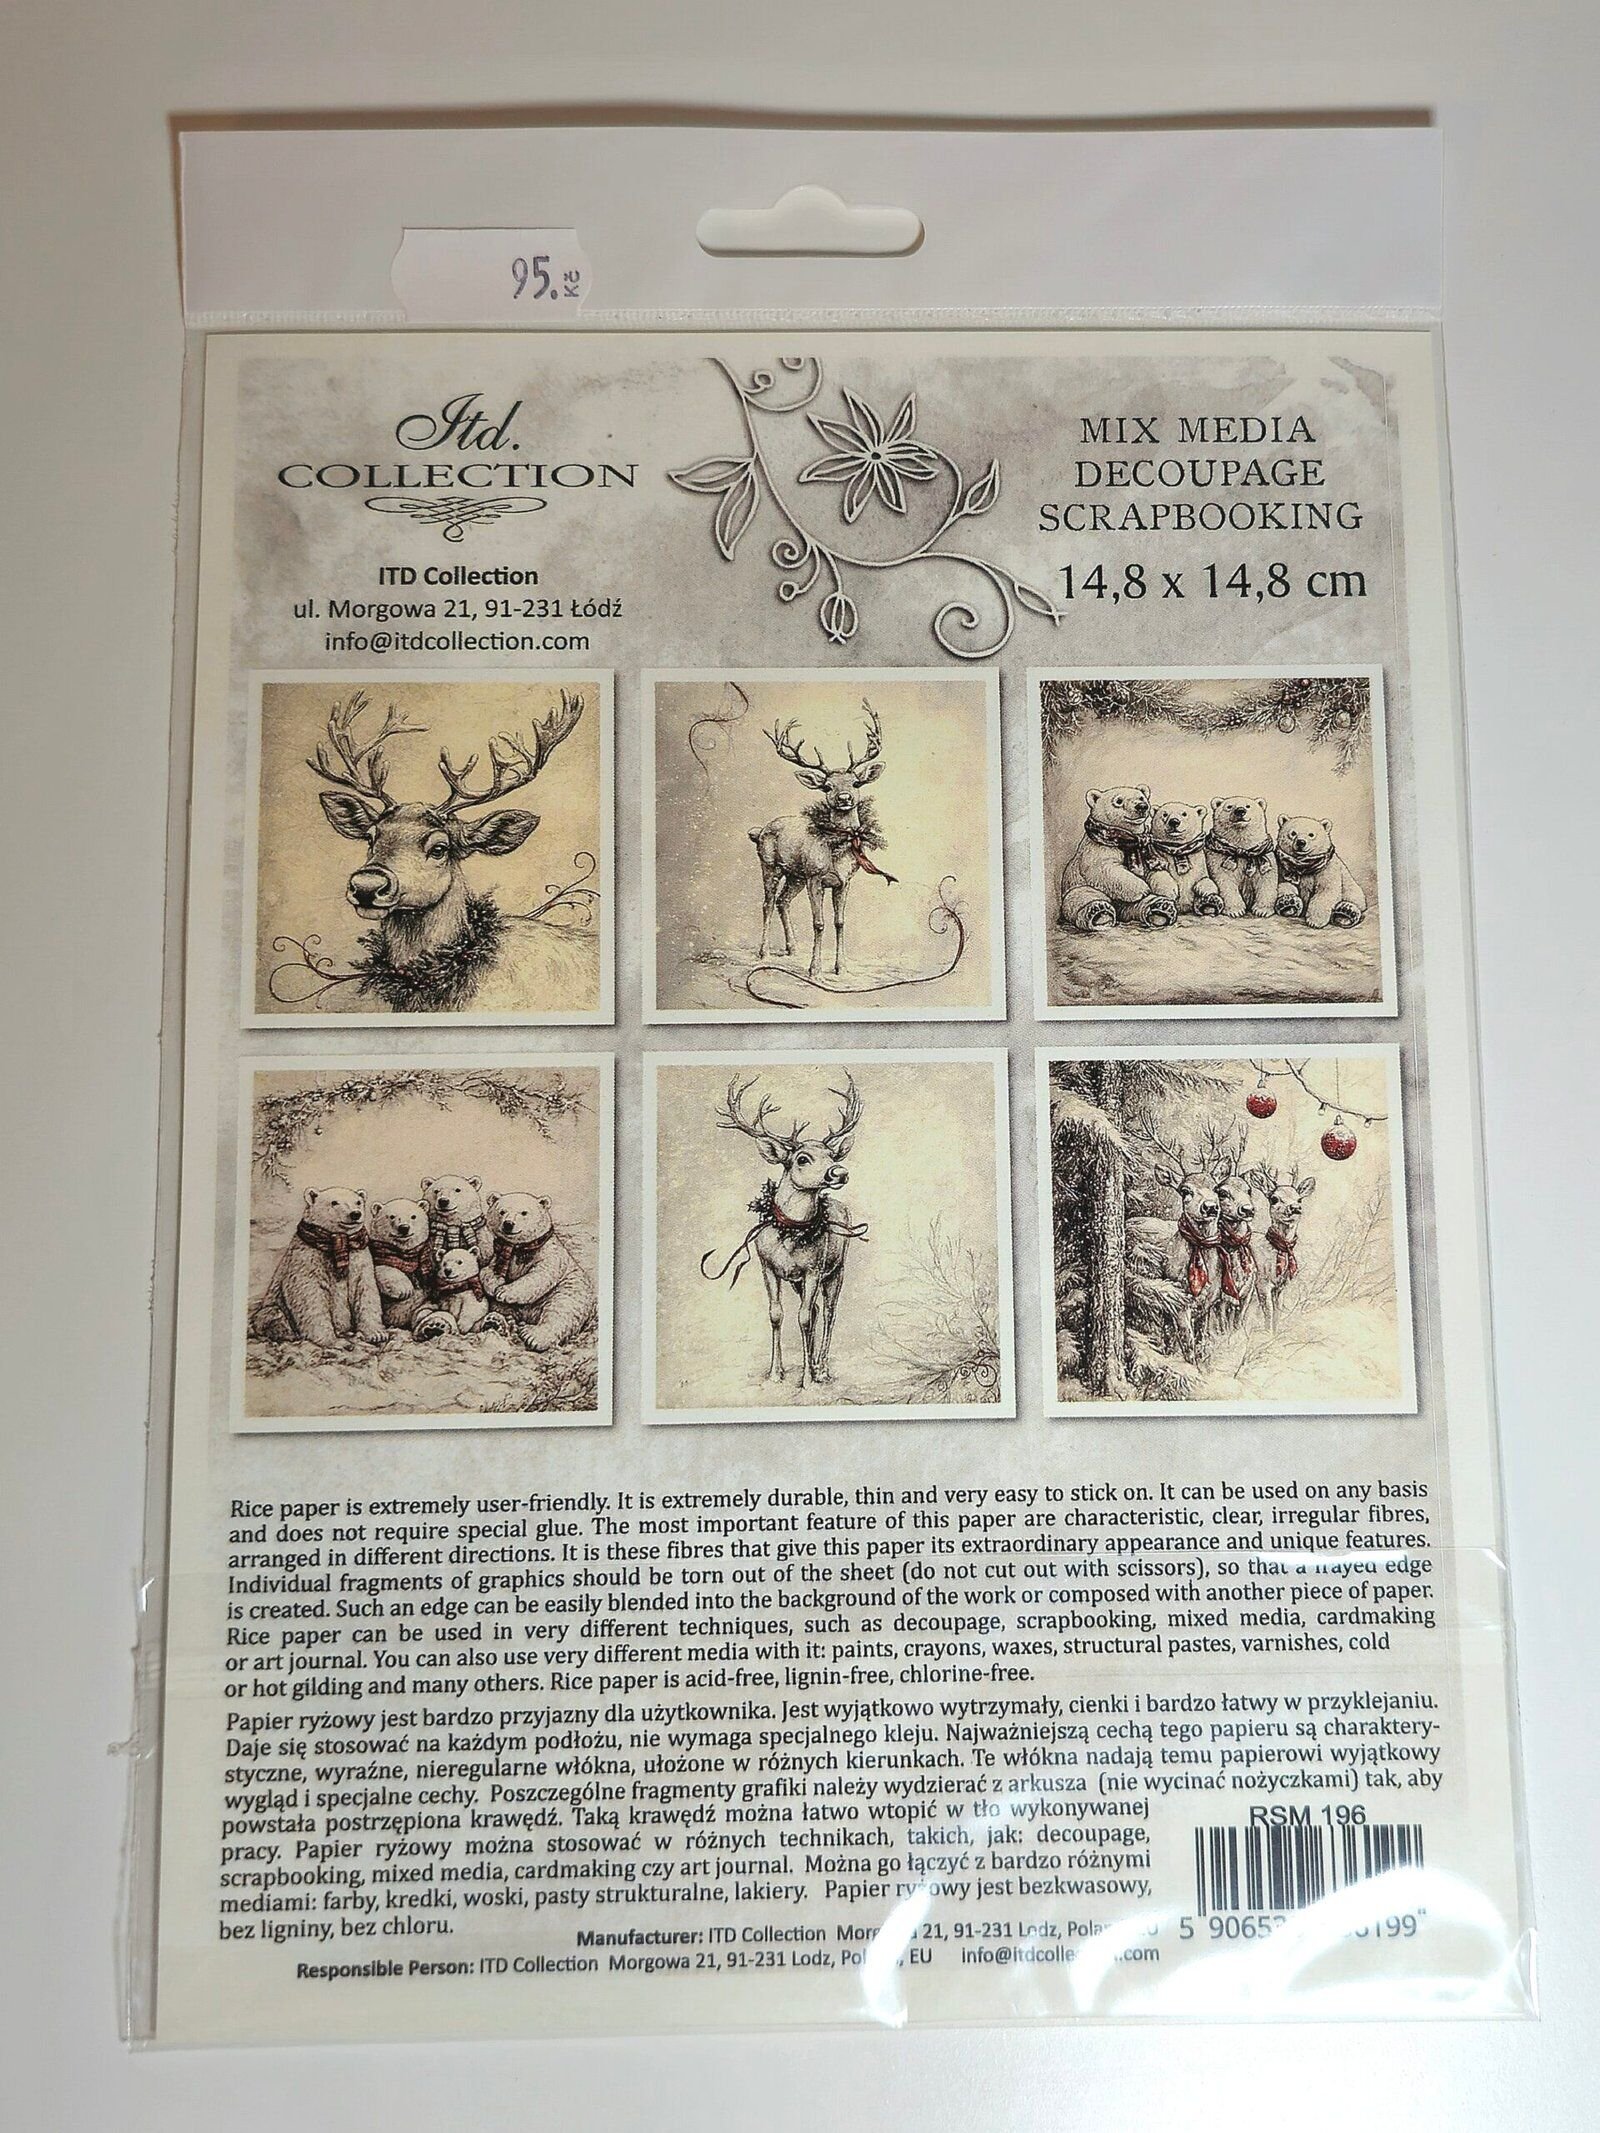 95.Kč
Itd.
COLLECTION
ITD Collection
ul. Morgowa 21, 91-231 Łódź
info@itdcollection.com
MIX MEDIA
DECOUPAGE
SCRAPBOOKING
14,8 x 14,8 cm
Rice paper is extremely user-friendly. It is extremely durable, thin and very easy to stick on. It can be used on any basis
and does not require special glue. The most important feature of this paper are characteristic, clear, irregular fibres,
arranged in different directions. It is these fibres that give this paper its extraordinary appearance and unique features.
Individual fragments of graphics should be torn out of the sheet (do not cut out with scissors), so that a frayed edge
is created. Such an edge can be easily blended into the background of the work or composed with another piece of paper.
Rice paper can be used in very different techniques, such as decoupage, scrapbooking, mixed media, cardmaking
or art journal. You can also use very different media with it: paints, crayons, waxes, structural pastes, varnishes, cold
or hot gilding and many others. Rice paper is acid-free, lignin-free, chlorine-free.
Papier ryżowy jest bardzo przyjazny dla użytkownika. Jest wyjątkowo wytrzymały, cienki i bardzo łatwy w przyklejaniu.
Daje się stosować na każdym podłożu, nie wymaga specjalnego kleju. Najważniejszą cechą tego papieru są charaktery-
styczne, wyraźne, nieregularne włókna, ułożone w różnych kierunkach. Te włókna nadają temu papierowi wyjątkowy
wygląd i specjalne cechy. Poszczególne fragmenty grafiki należy wydzierać z arkusza (nie wycinać nożyczkami) tak, aby
powstała postrzępiona krawędź. Taką krawędź można łatwo wtopić w tło wykonywanej
pracy. Papier ryżowy można stosować w różnych technikach, takich, jak: decoupage,
scrapbooking, mixed media, cardmaking czy art journal. Można go łączyć z bardzo różnymi
mediami: farby, kredki, woski, pasty strukturalne, lakiery. Papier ryżowy jest bezkwasowy,
bez ligniny, bez chloru.
RSM 196
Manufacturer: ITD Collection 21, 91-231 Lodz,
Responsible Person: ITD Collection Morgowa 21, 91-231 Lodz, EU